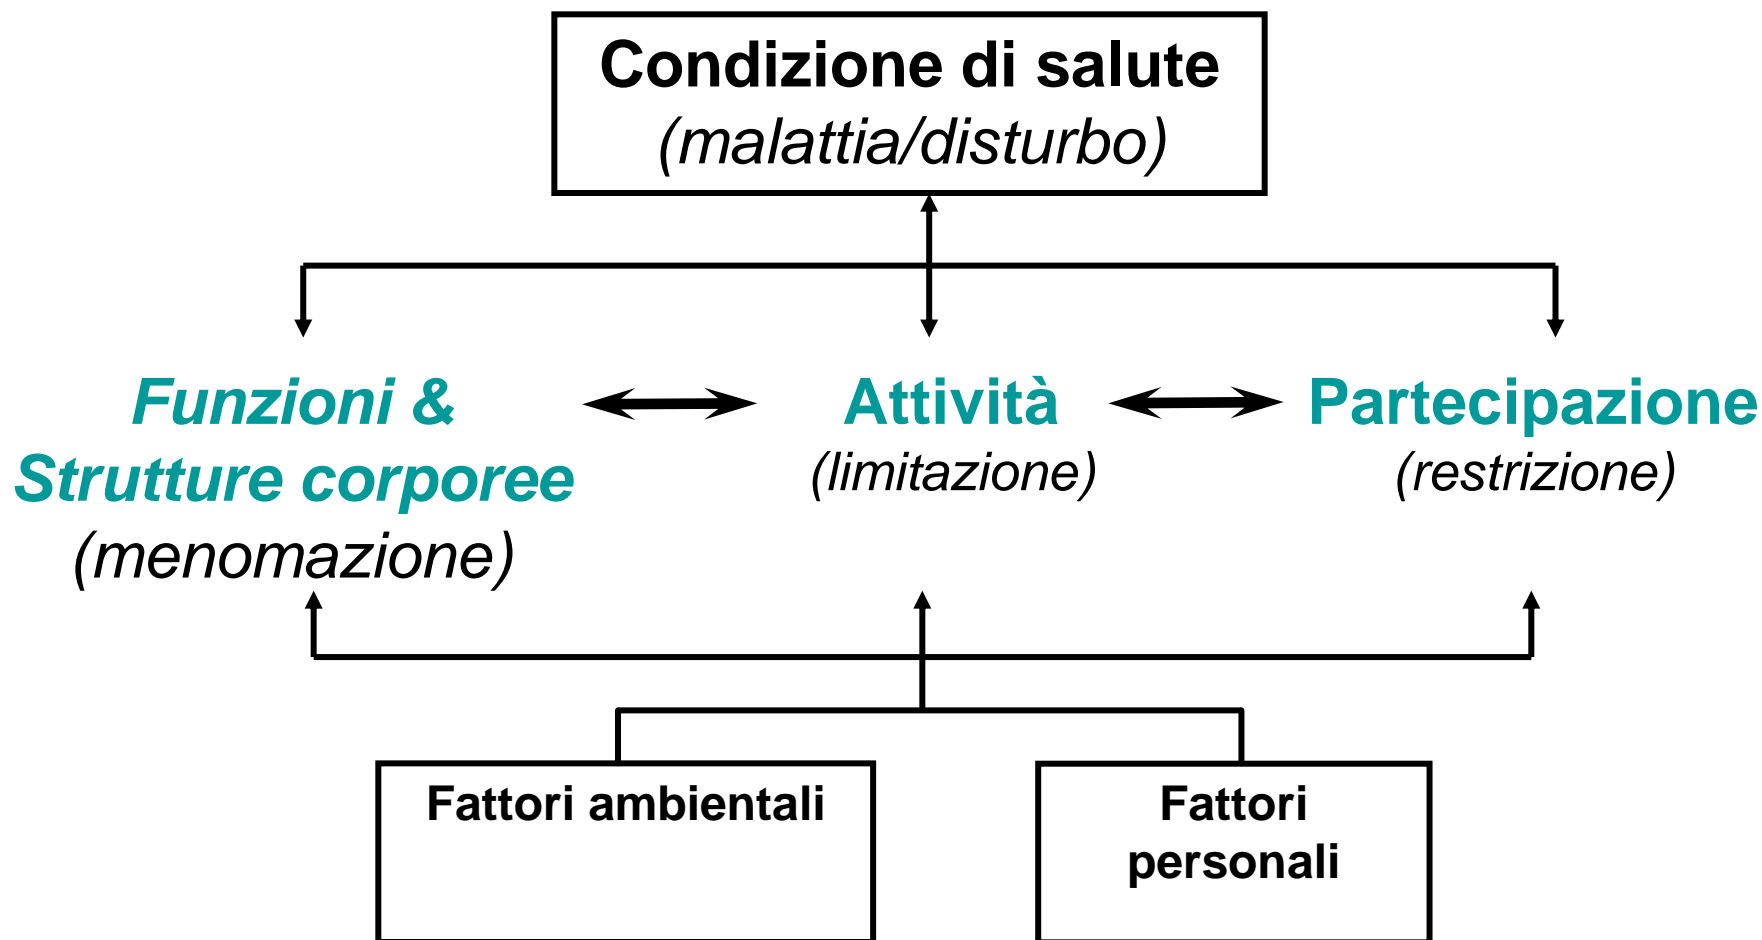 Condizione di salute
(malattia/disturbo)
Funzioni &
Strutture corporee
(menomazione)
Attività
(limitazione)
Partecipazione
(restrizione)
Fattori ambientali
Fattori
personali